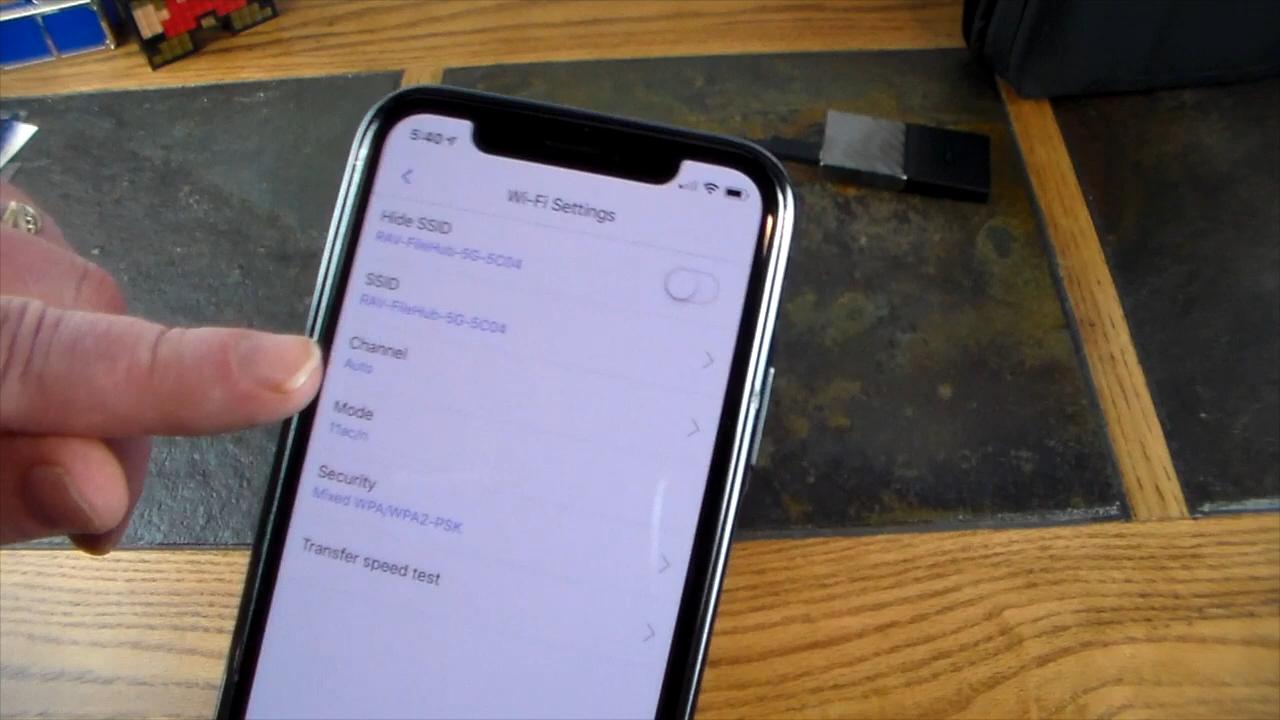 5:40
Wi-Fi Settings
Hide SSID
RAV-FileHub-5G-5C04
SSID
RAV-FileHub-5G-5C04
Channel
Auto
Mode
11ac/n
Security
Mixed WPA/WPA2-PSK
Transfer speed test